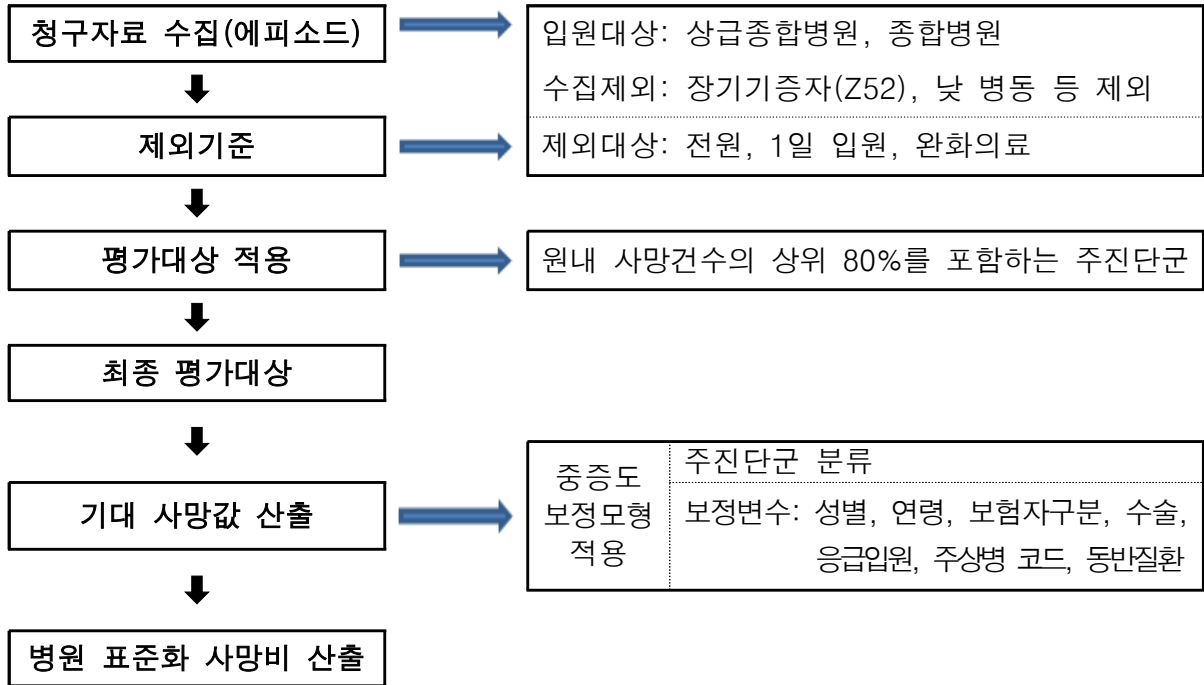 청구자료 수집(에피소드)
입원대상: 상급종합병원, 종합병원
수집제외: 장기기증자(Z52), 낮 병동 등 제외
제외기준
제외대상: 전원, 1일 입원, 완화의료
평가대상 적용
원내 사망건수의 상위 80%를 포함하는 주진단군
최종 평가대상
기대 사망값 산출
중증도
보정모형
적용
주진단군 분류
보정변수: 성별, 연령, 보험자구분, 수술,
응급입원, 주상병 코드, 동반질환
병원 표준화 사망비 산출